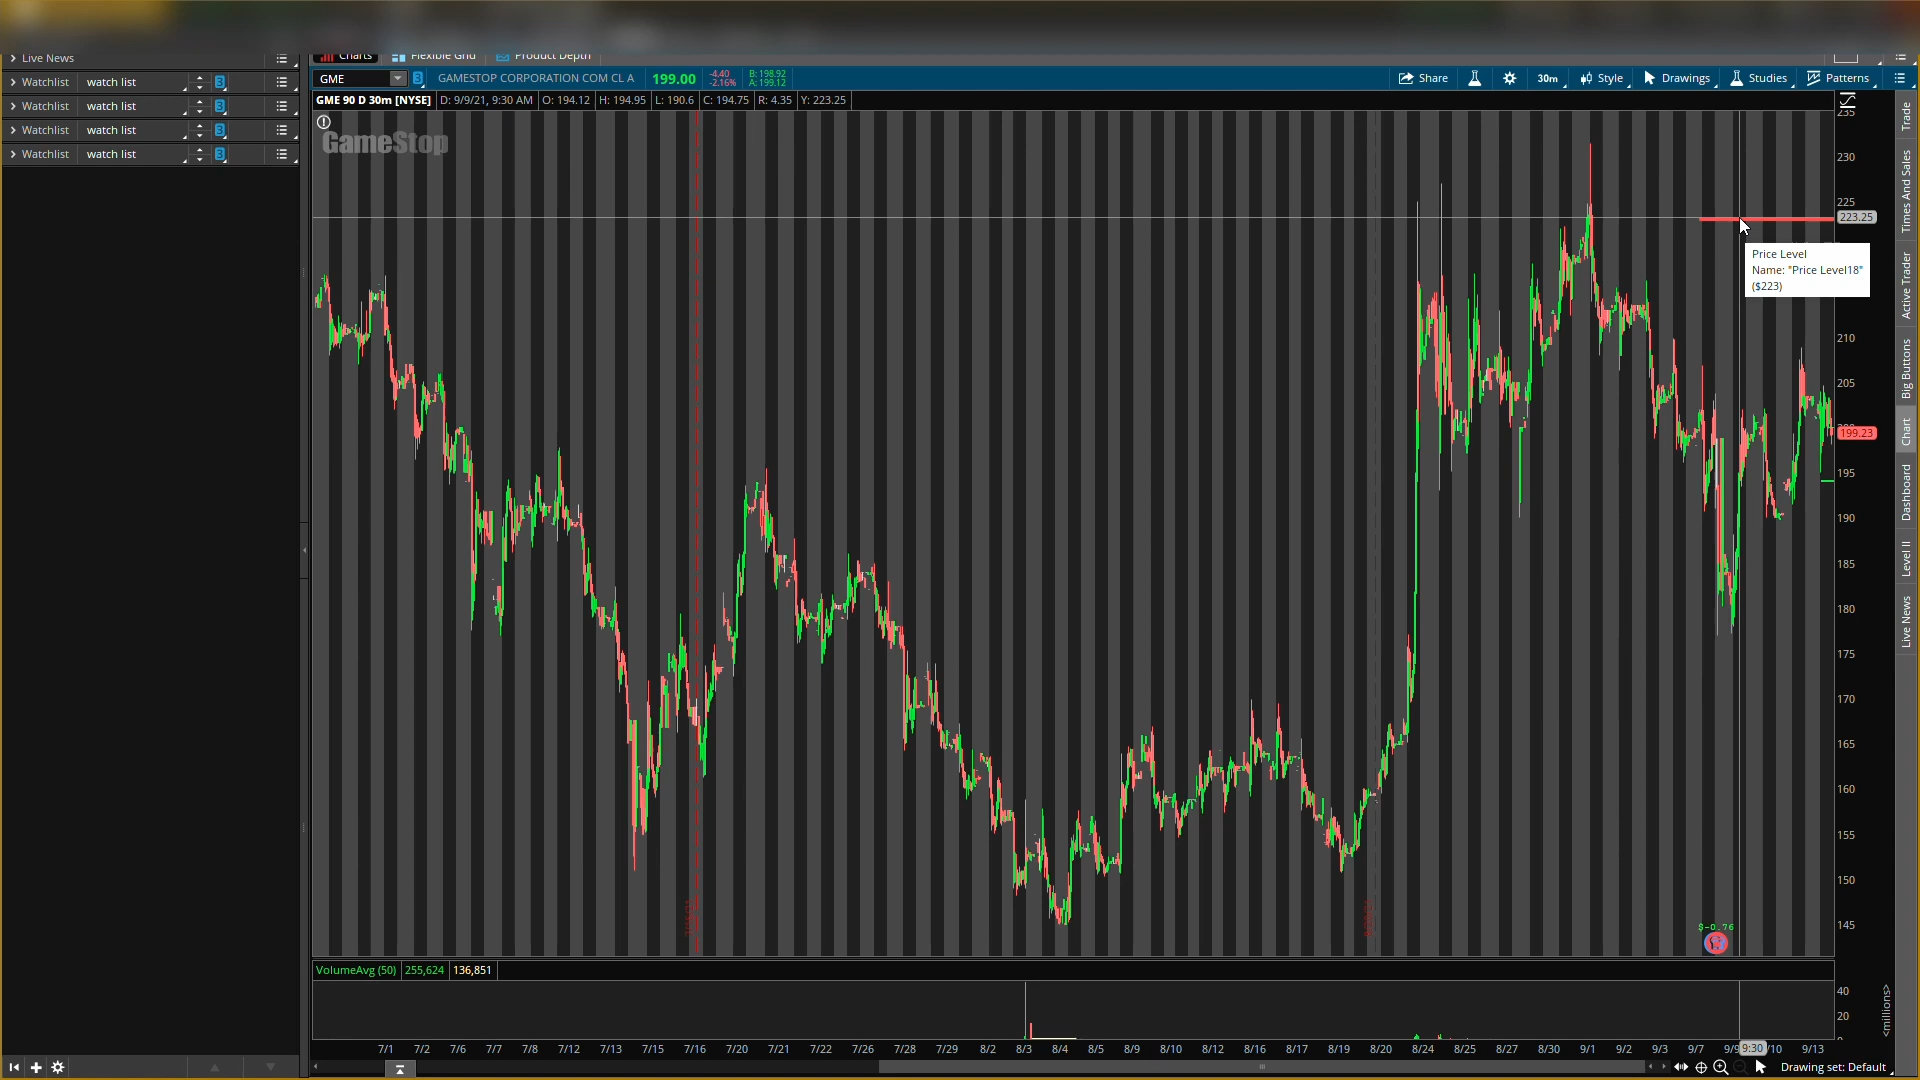 Live News
Charts Flexible Grid Product Depth
Watchlist watch list 3
Watchlist watch list 3
Watchlist watch list 3
Watchlist watch list 3
GME 3 GAMESTOP CORPORATION COM CL A 199.00 -4.40 -2.16% B: 198.92 A: 199.12 Share 30m Style Drawings Studies Patterns
GME 90 D 30m [NYSE] D: 9/9/21, 9:30 AM O: 194.12 H: 194.95 L: 190.6 C: 194.75 R: 4.35 Y: 223.25
GameStop
235
230
225
223.25
Price Level
Name: "Price Level18"
($223)
210
205
199.23
195
190
185
180
175
170
165
160
155
150
145
$-0.76
VolumeAvg (50) 255,624 136,851
40
20
<millions>
7/1 7/2 7/6 7/7 7/8 7/12 7/13 7/15 7/16 7/20 7/21 7/22 7/26 7/28 7/29 8/2 8/3 8/4 8/5 8/9 8/10 8/12 8/16 8/17 8/19 8/20 8/24 8/25 8/27 8/30 9/1 9/2 9/3 9/7 9:30 9/13
Drawing set: Default
Trade
Times And Sales
Active Trader
Big Buttons
Chart
Dashboard
Level II
Live News